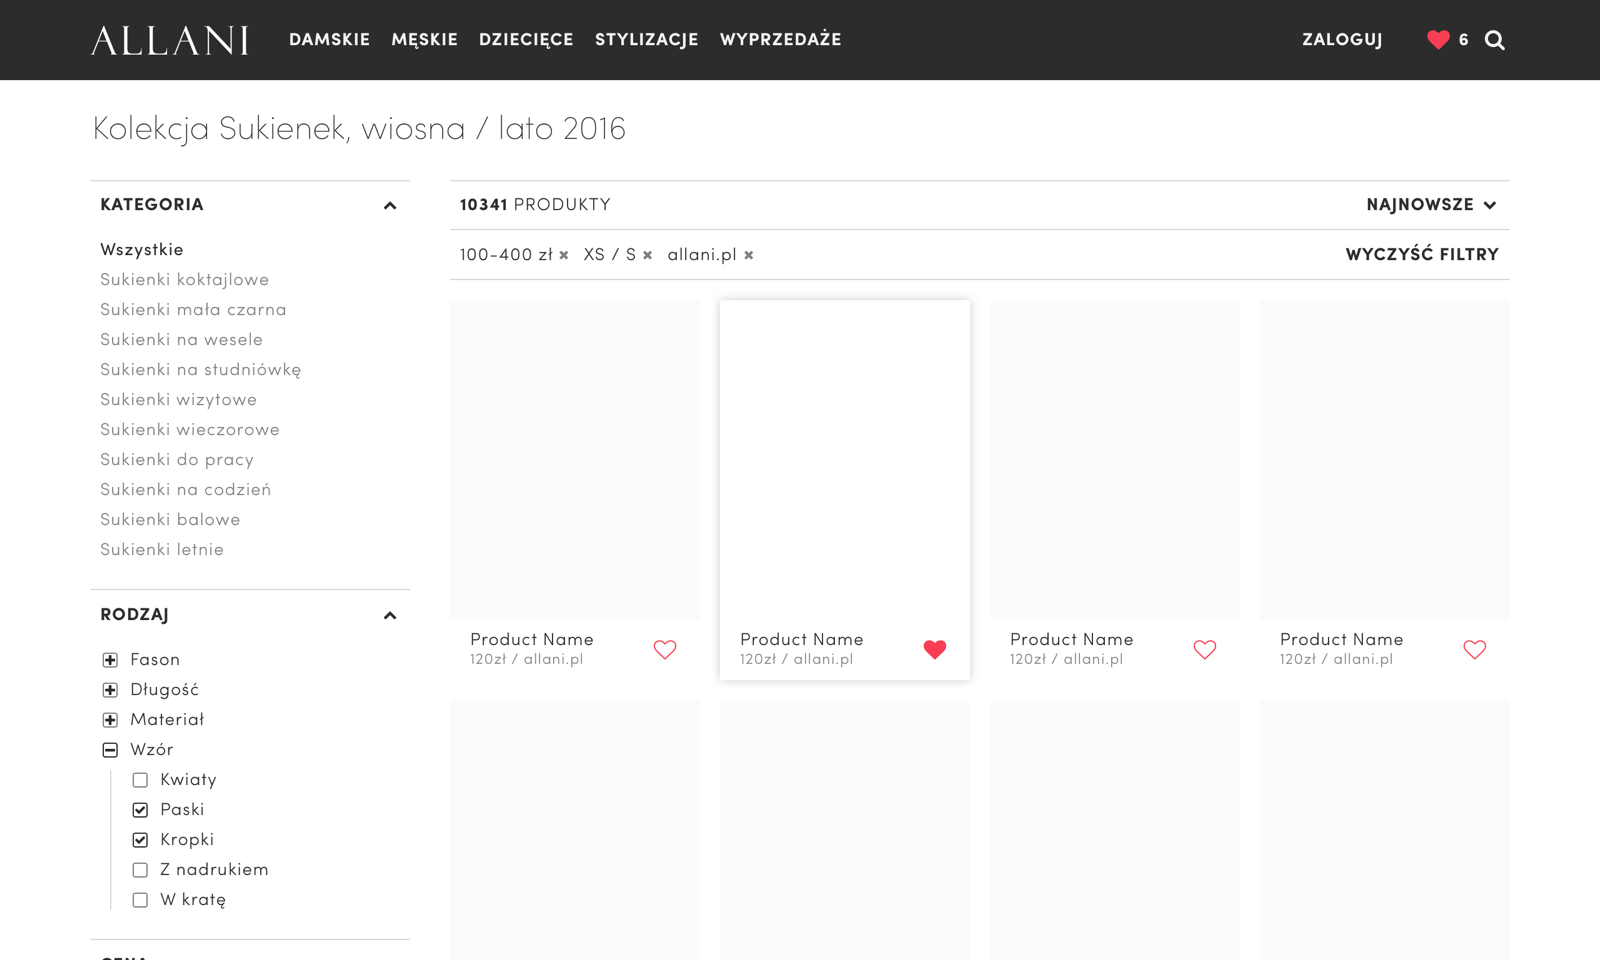 ALLANI DAMSKIE MĘSKIE DZIECIĘCE STYLIZACJE WYPRZEDAŻE ZALOGUJ 6
Kolekcja Sukienek, wiosna / lato 2016
KATEGORIA
Wszystkie
Sukienki koktajlowe
Sukienki mała czarna
Sukienki na wesele
Sukienki na studniówkę
Sukienki wizytowe
Sukienki wieczorowe
Sukienki do pracy
Sukienki na codzień
Sukienki balowe
Sukienki letnie
RODZAJ
Fason
Długość
Materiał
Wzór
Kwiaty
Paski
Kropki
Z nadrukiem
W kratę
CENA
10341 PRODUKTY NAJNOWSZE
100-400 zł XS / S allani.pl WYCZYŚĆ FILTRY
Product Name
120zł / allani.pl
Product Name
120zł / allani.pl
Product Name
120zł / allani.pl
Product Name
120zł / allani.pl